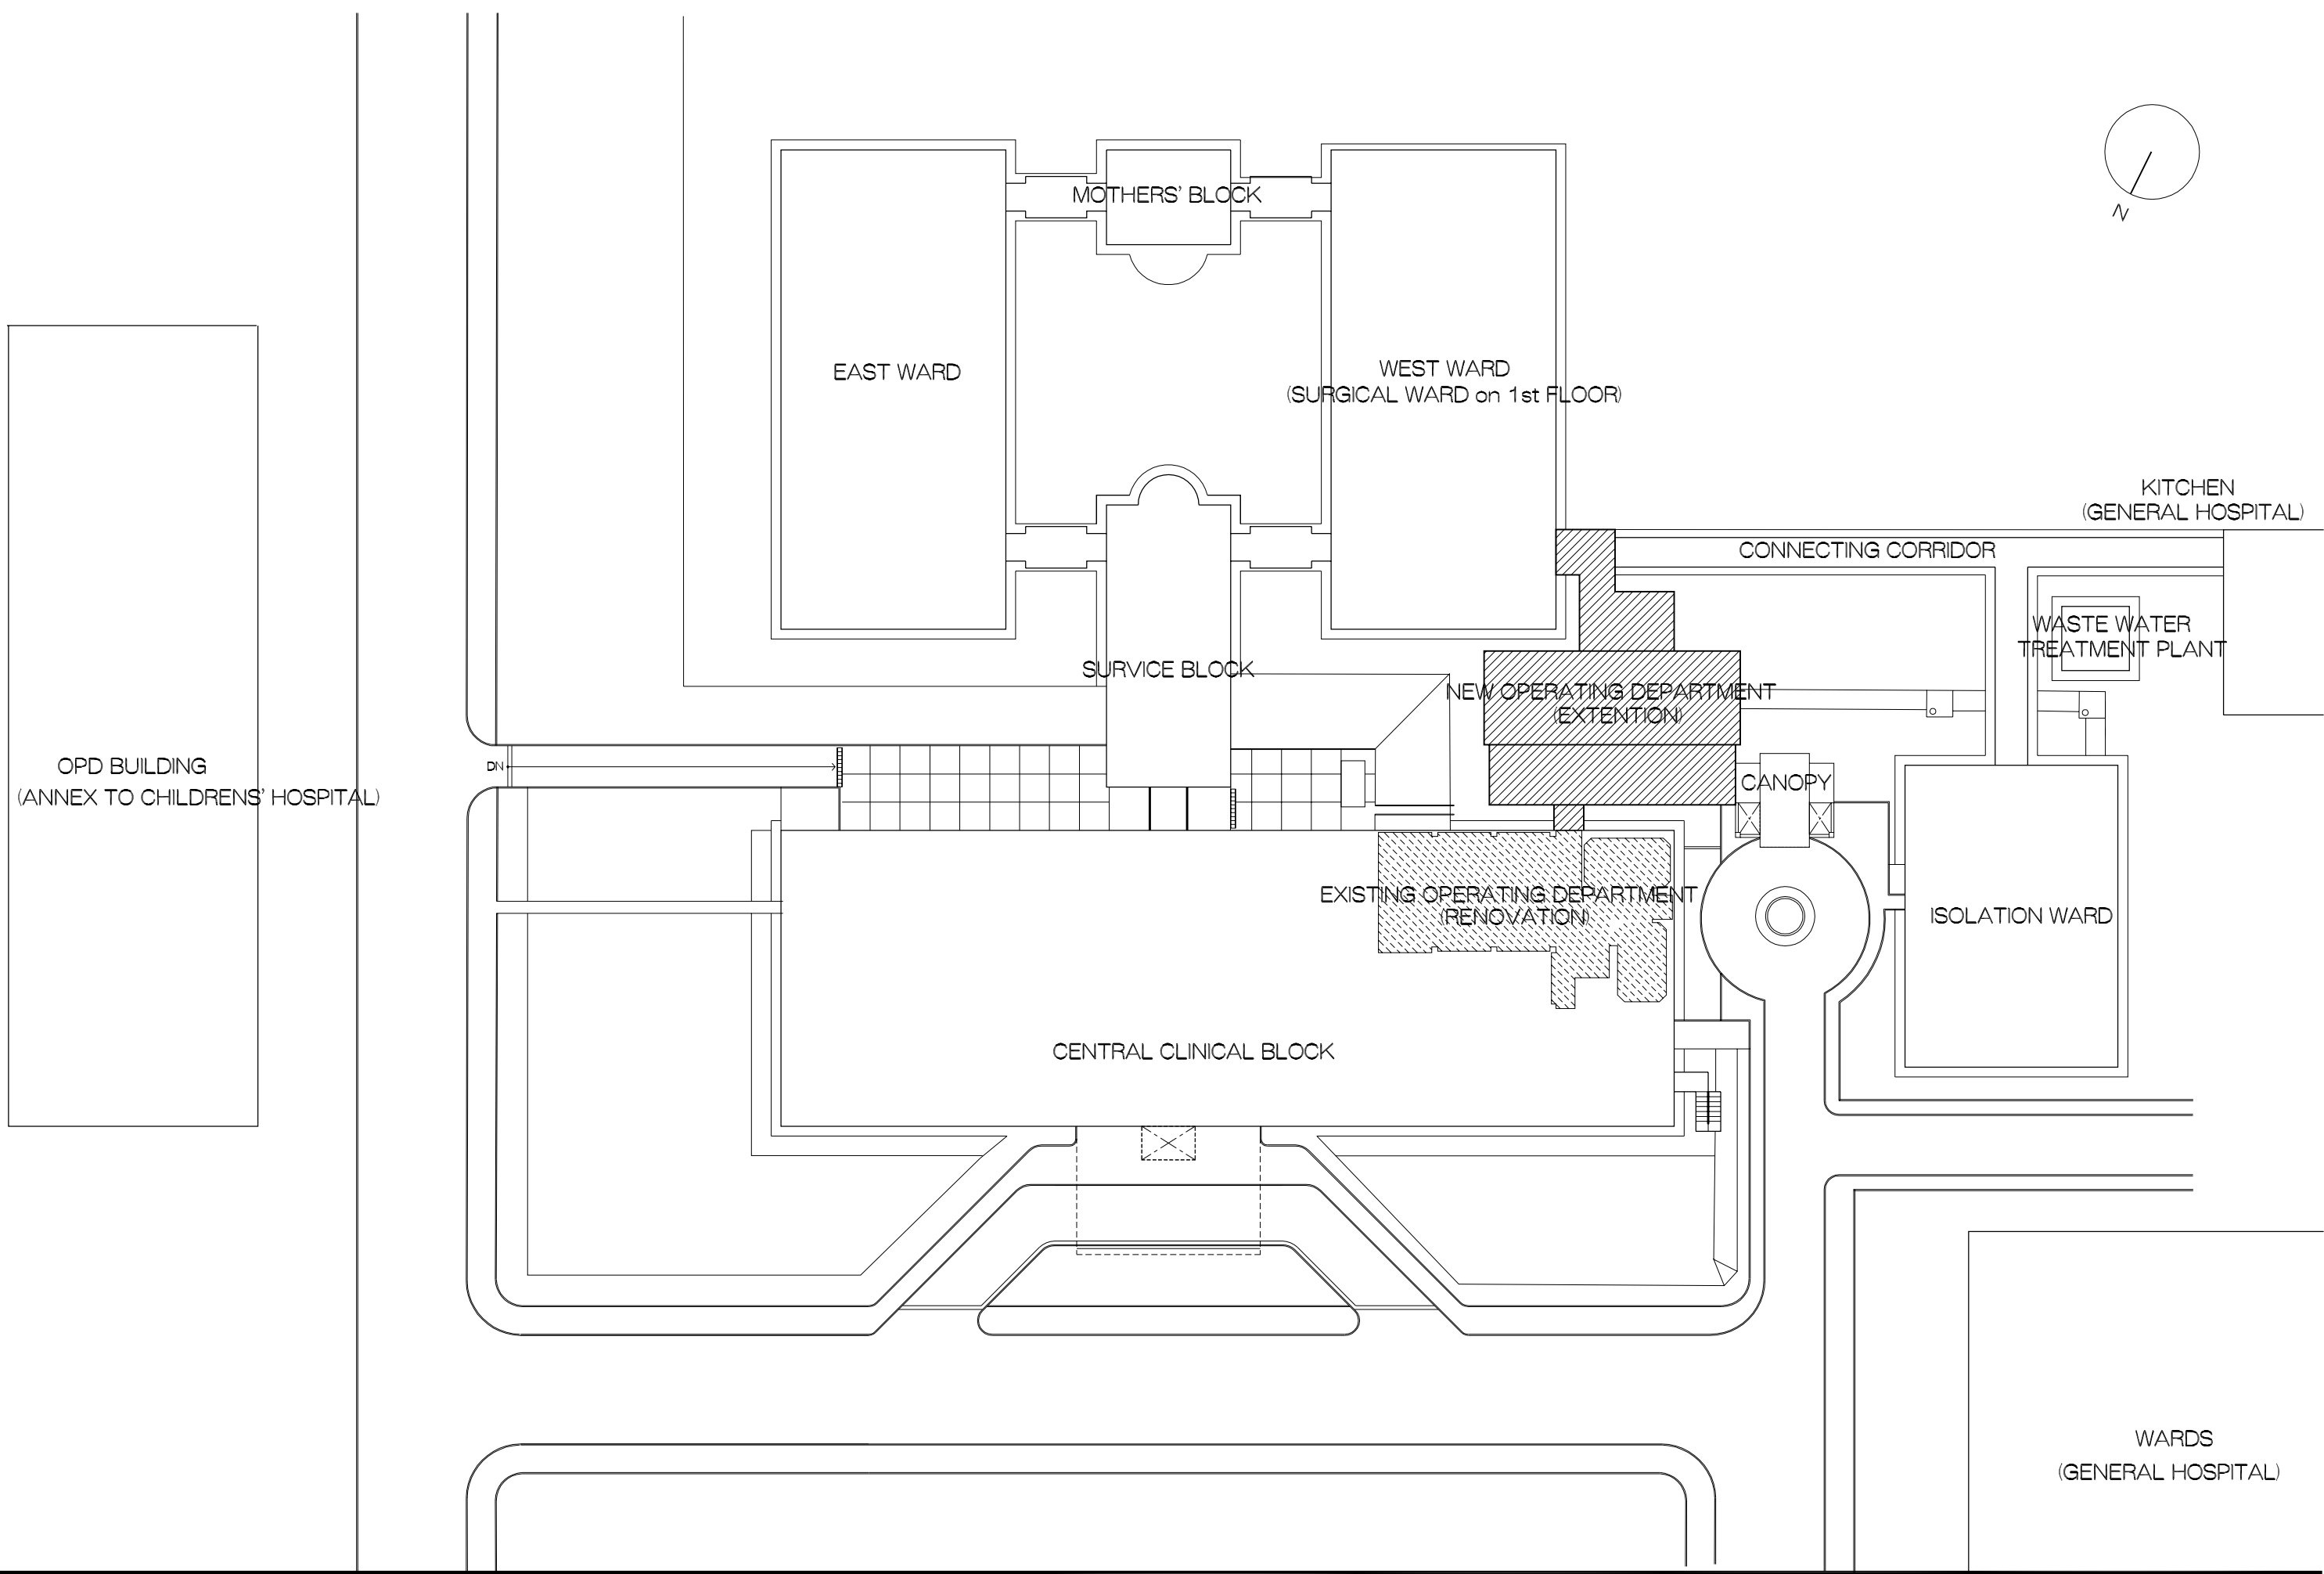 N
MOTHERS' BLOCK
EAST WARD
WEST WARD
(SURGICAL WARD on 1st FLOOR)
KITCHEN
(GENERAL HOSPITAL)
CONNECTING CORRIDOR
WASTE WATER
TREATMENT PLANT
SURVICE BLOCK
NEW OPERATING DEPARTMENT
(EXTENTION)
OPD BUILDING
(ANNEX TO CHILDRENS' HOSPITAL)
DN
CANOPY
EXISTING OPERATING DEPARTMENT
(RENOVATION)
ISOLATION WARD
CENTRAL CLINICAL BLOCK
WARDS
(GENERAL HOSPITAL)